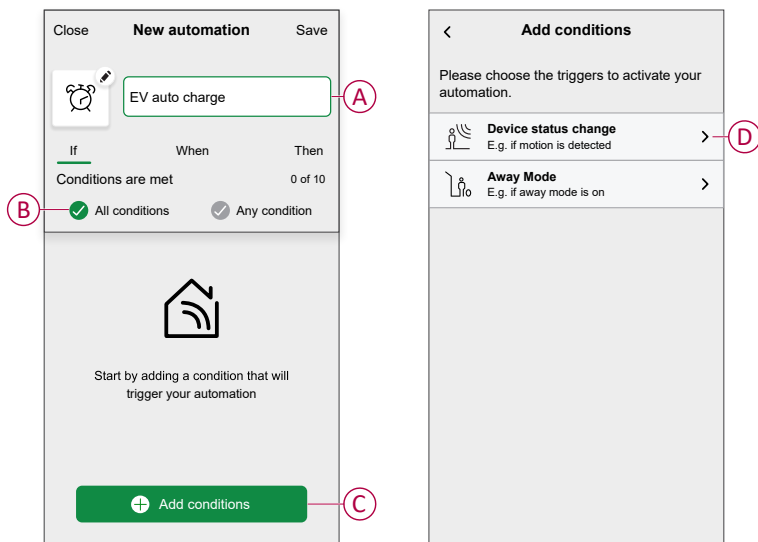 Close New automation Save
EV auto charge
A
If When Then
Conditions are met 0 of 10
B
All conditions Any condition
Start by adding a condition that will
trigger your automation
Add conditions
C
Add conditions
Please choose the triggers to activate your
automation.
Device status change
E.g. if motion is detected
D
Away Mode
E.g. if away mode is on